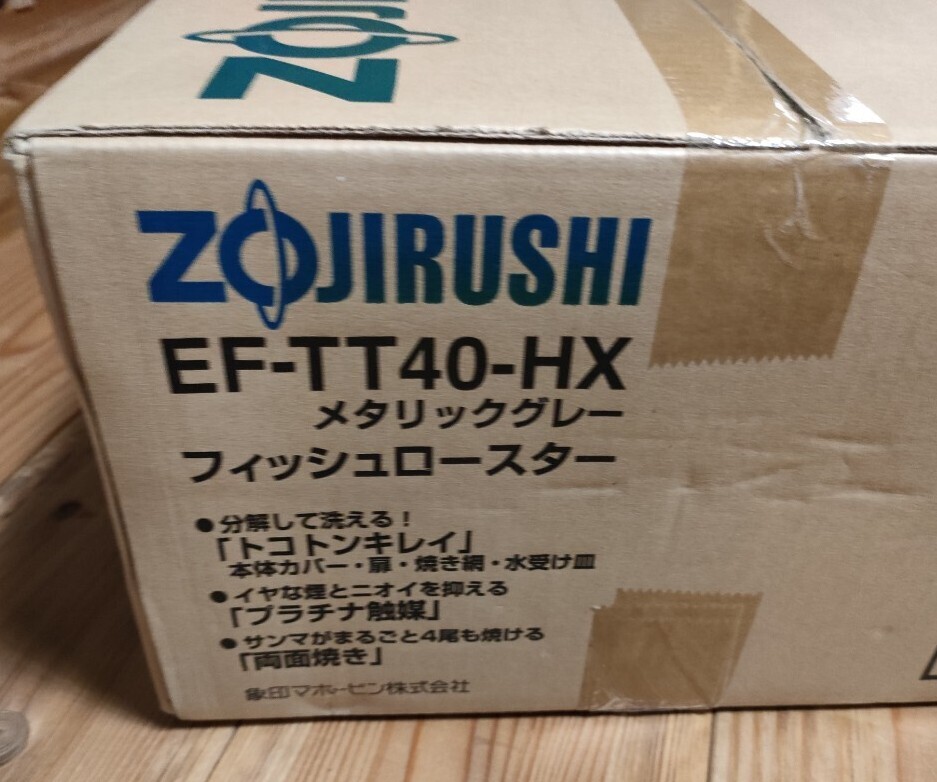 ZOJIRUSHI
EF-TT40-HX
メタリックグレー
フィッシュロースター
●分解して洗える！
「トコトンキレイ」
本体カバー・扉・焼き網・水受け皿
●イヤな煙とニオイを抑える
「プラチナ触媒」
●サンマがまるごと4尾も焼ける
「両面焼き」
象印マホービン株式会社